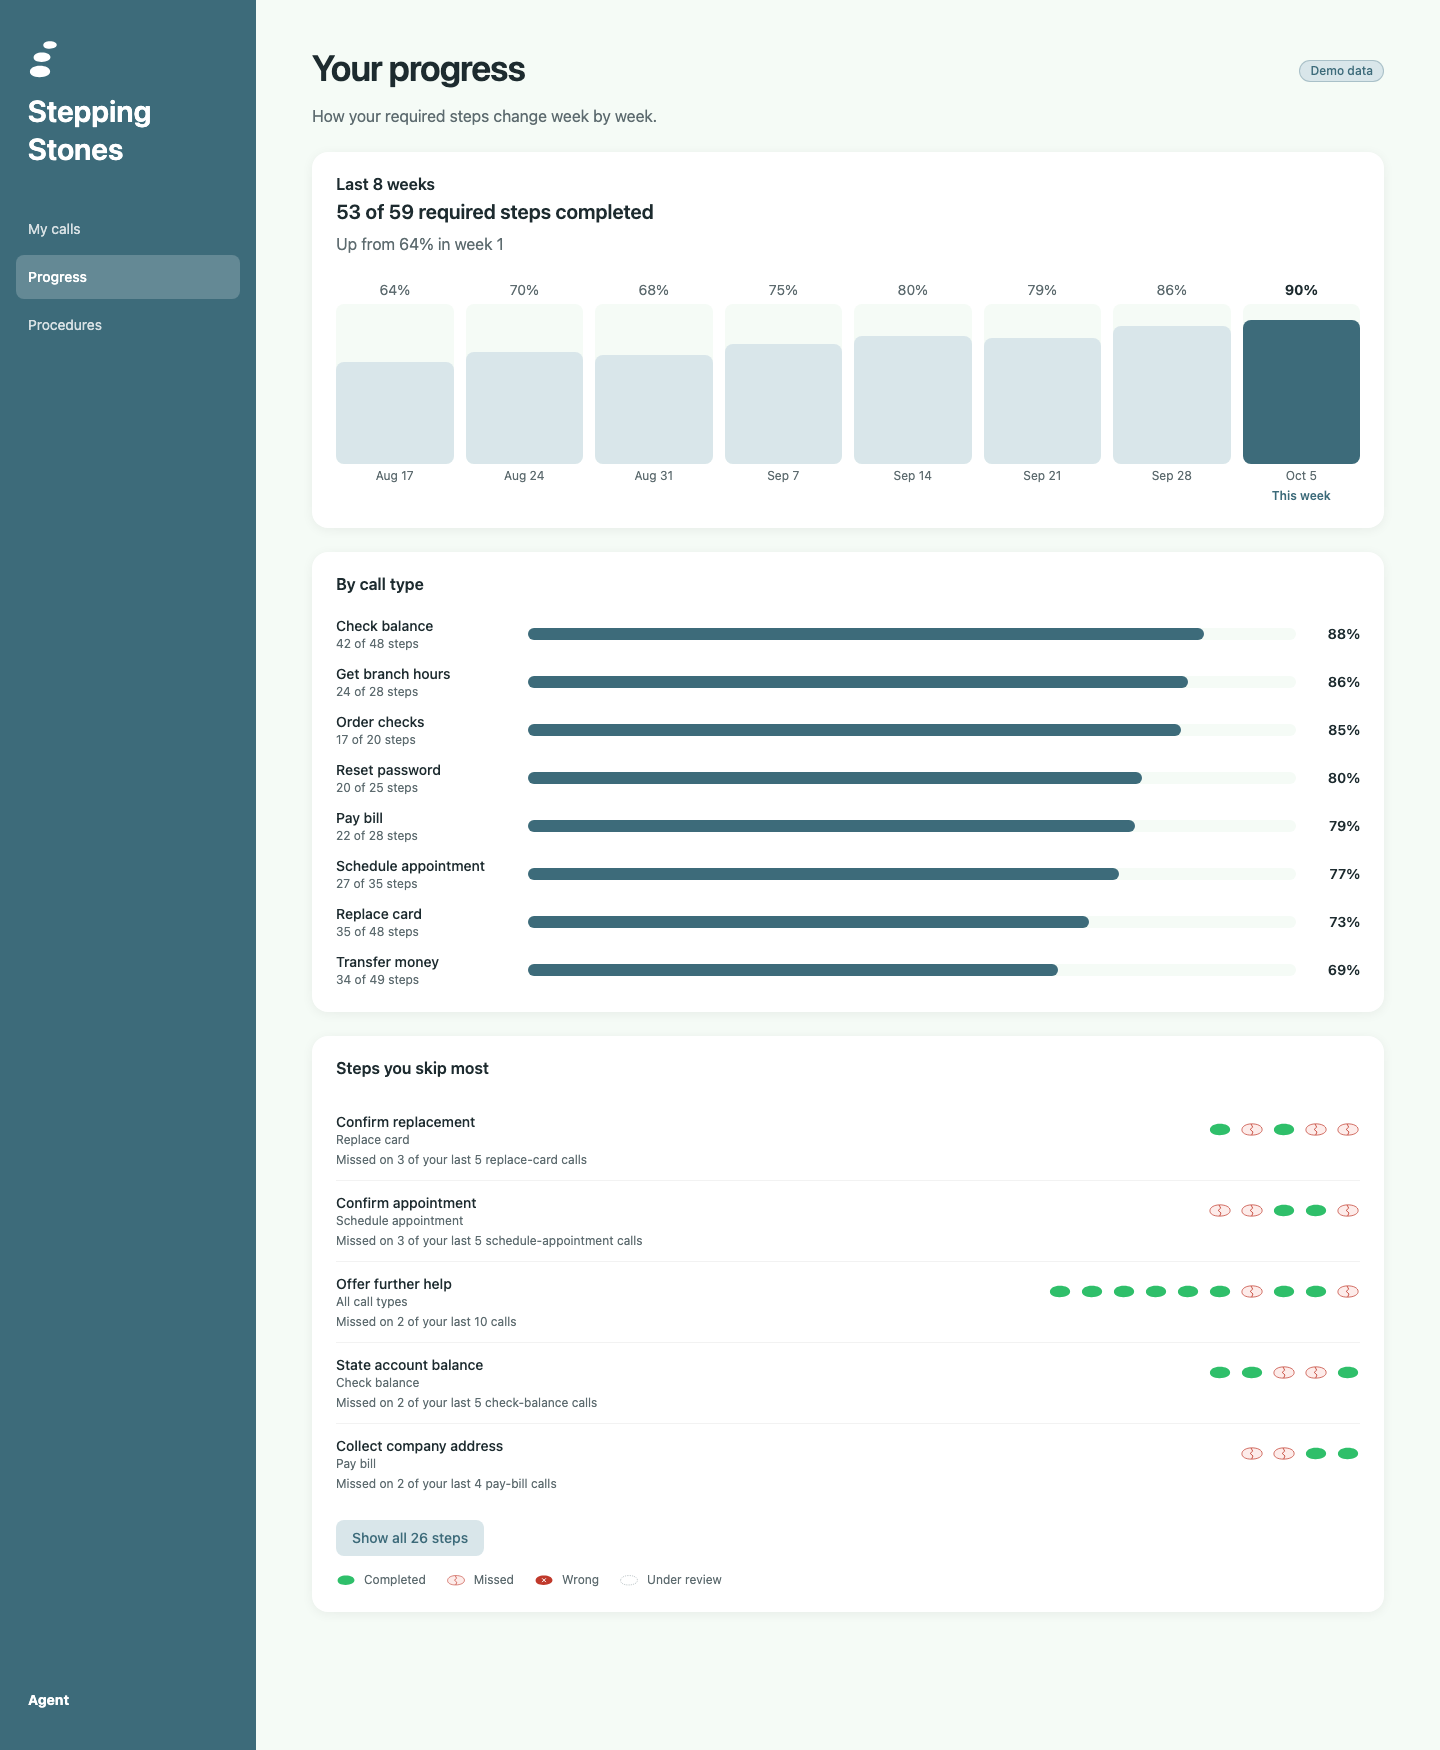 Stepping
Stones
My calls
Progress
Procedures
Agent
Your progress
Demo data
How your required steps change week by week.
Last 8 weeks
53 of 59 required steps completed
Up from 64% in week 1
64% 70% 68% 75% 80% 79% 86% 90%
Aug 17 Aug 24 Aug 31 Sep 7 Sep 14 Sep 21 Sep 28 Oct 5
This week
By call type
Check balance
42 of 48 steps
88%
Get branch hours
24 of 28 steps
86%
Order checks
17 of 20 steps
85%
Reset password
20 of 25 steps
80%
Pay bill
22 of 28 steps
79%
Schedule appointment
27 of 35 steps
77%
Replace card
35 of 48 steps
73%
Transfer money
34 of 49 steps
69%
Steps you skip most
Confirm replacement
Replace card
Missed on 3 of your last 5 replace-card calls
Confirm appointment
Schedule appointment
Missed on 3 of your last 5 schedule-appointment calls
Offer further help
All call types
Missed on 2 of your last 10 calls
State account balance
Check balance
Missed on 2 of your last 5 check-balance calls
Collect company address
Pay bill
Missed on 2 of your last 4 pay-bill calls
Show all 26 steps
Completed Missed Wrong Under review